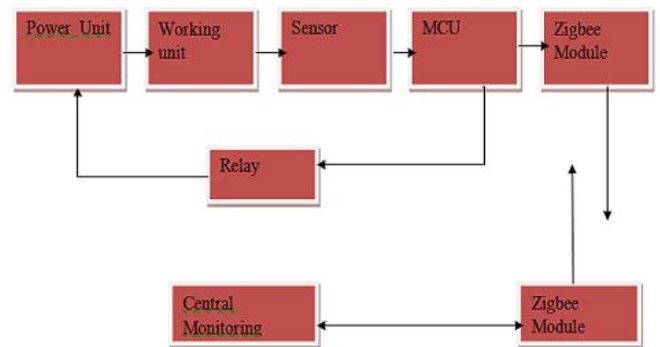 Power Unit
Working
unit
Sensor
MCU
Zigbee
Module
Relay
Central
Monitoring
Zigbee
Module